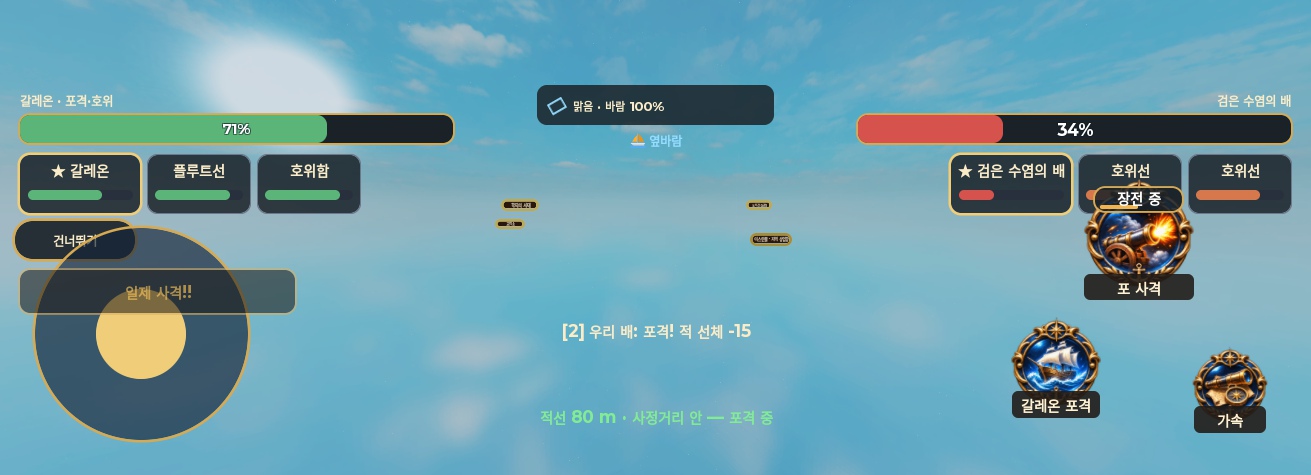 갈레온 · 포격·호위
71%
★ 갈레온
플루트선
호위함
건너뛰기
일제 사격!!
맑음 · 바람 100%
옆바람
검은 수염의 배
34%
★ 검은 수염의 배
호위선
호위선
장전 중
포 사격
[2] 우리 배: 포격! 적 선체 -15
갈레온 포격
가속
적선 80 m · 사정거리 안 — 포격 중